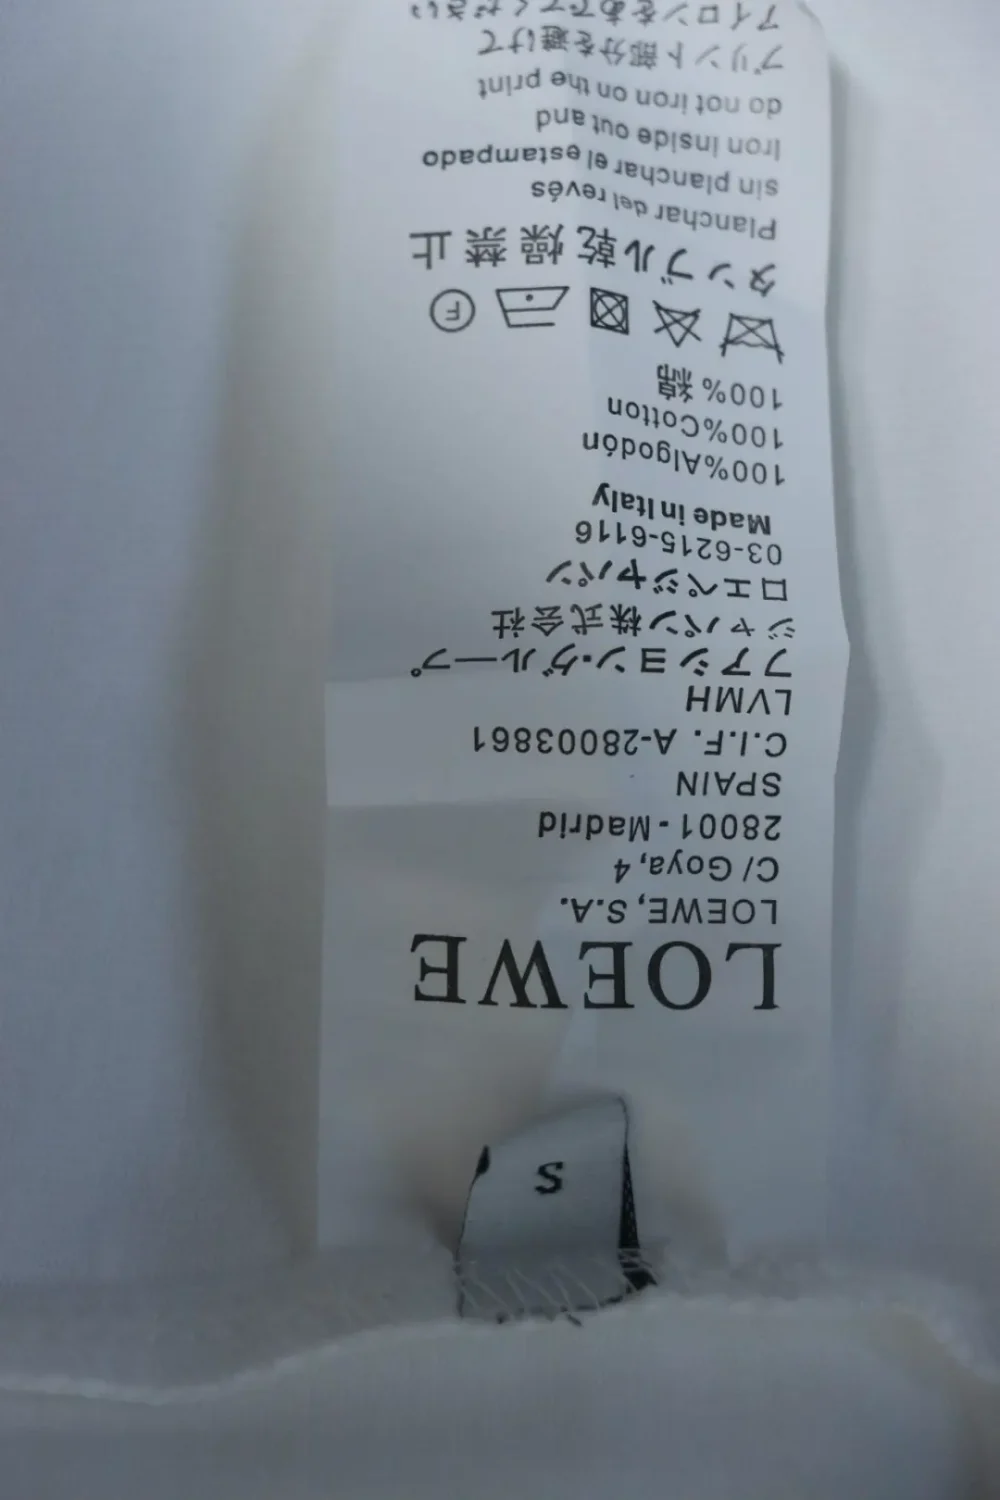 S
LOEWE
LOEWE, S.A.
C/ Goya, 4
28001 - Madrid
SPAIN
C.I.F. A-28003861
LVMH
ファション・グループ
ジャパン株式会社
ロエベジャパン
03-6215-6116
Made in Italy
100%Algodón
100%Cotton
100% 綿
F
タンブル乾燥禁止
Planchar del revés
sin planchar el estampado
Iron inside out and
do not iron on the print
プリント部分を避けて
アイロンをあててください